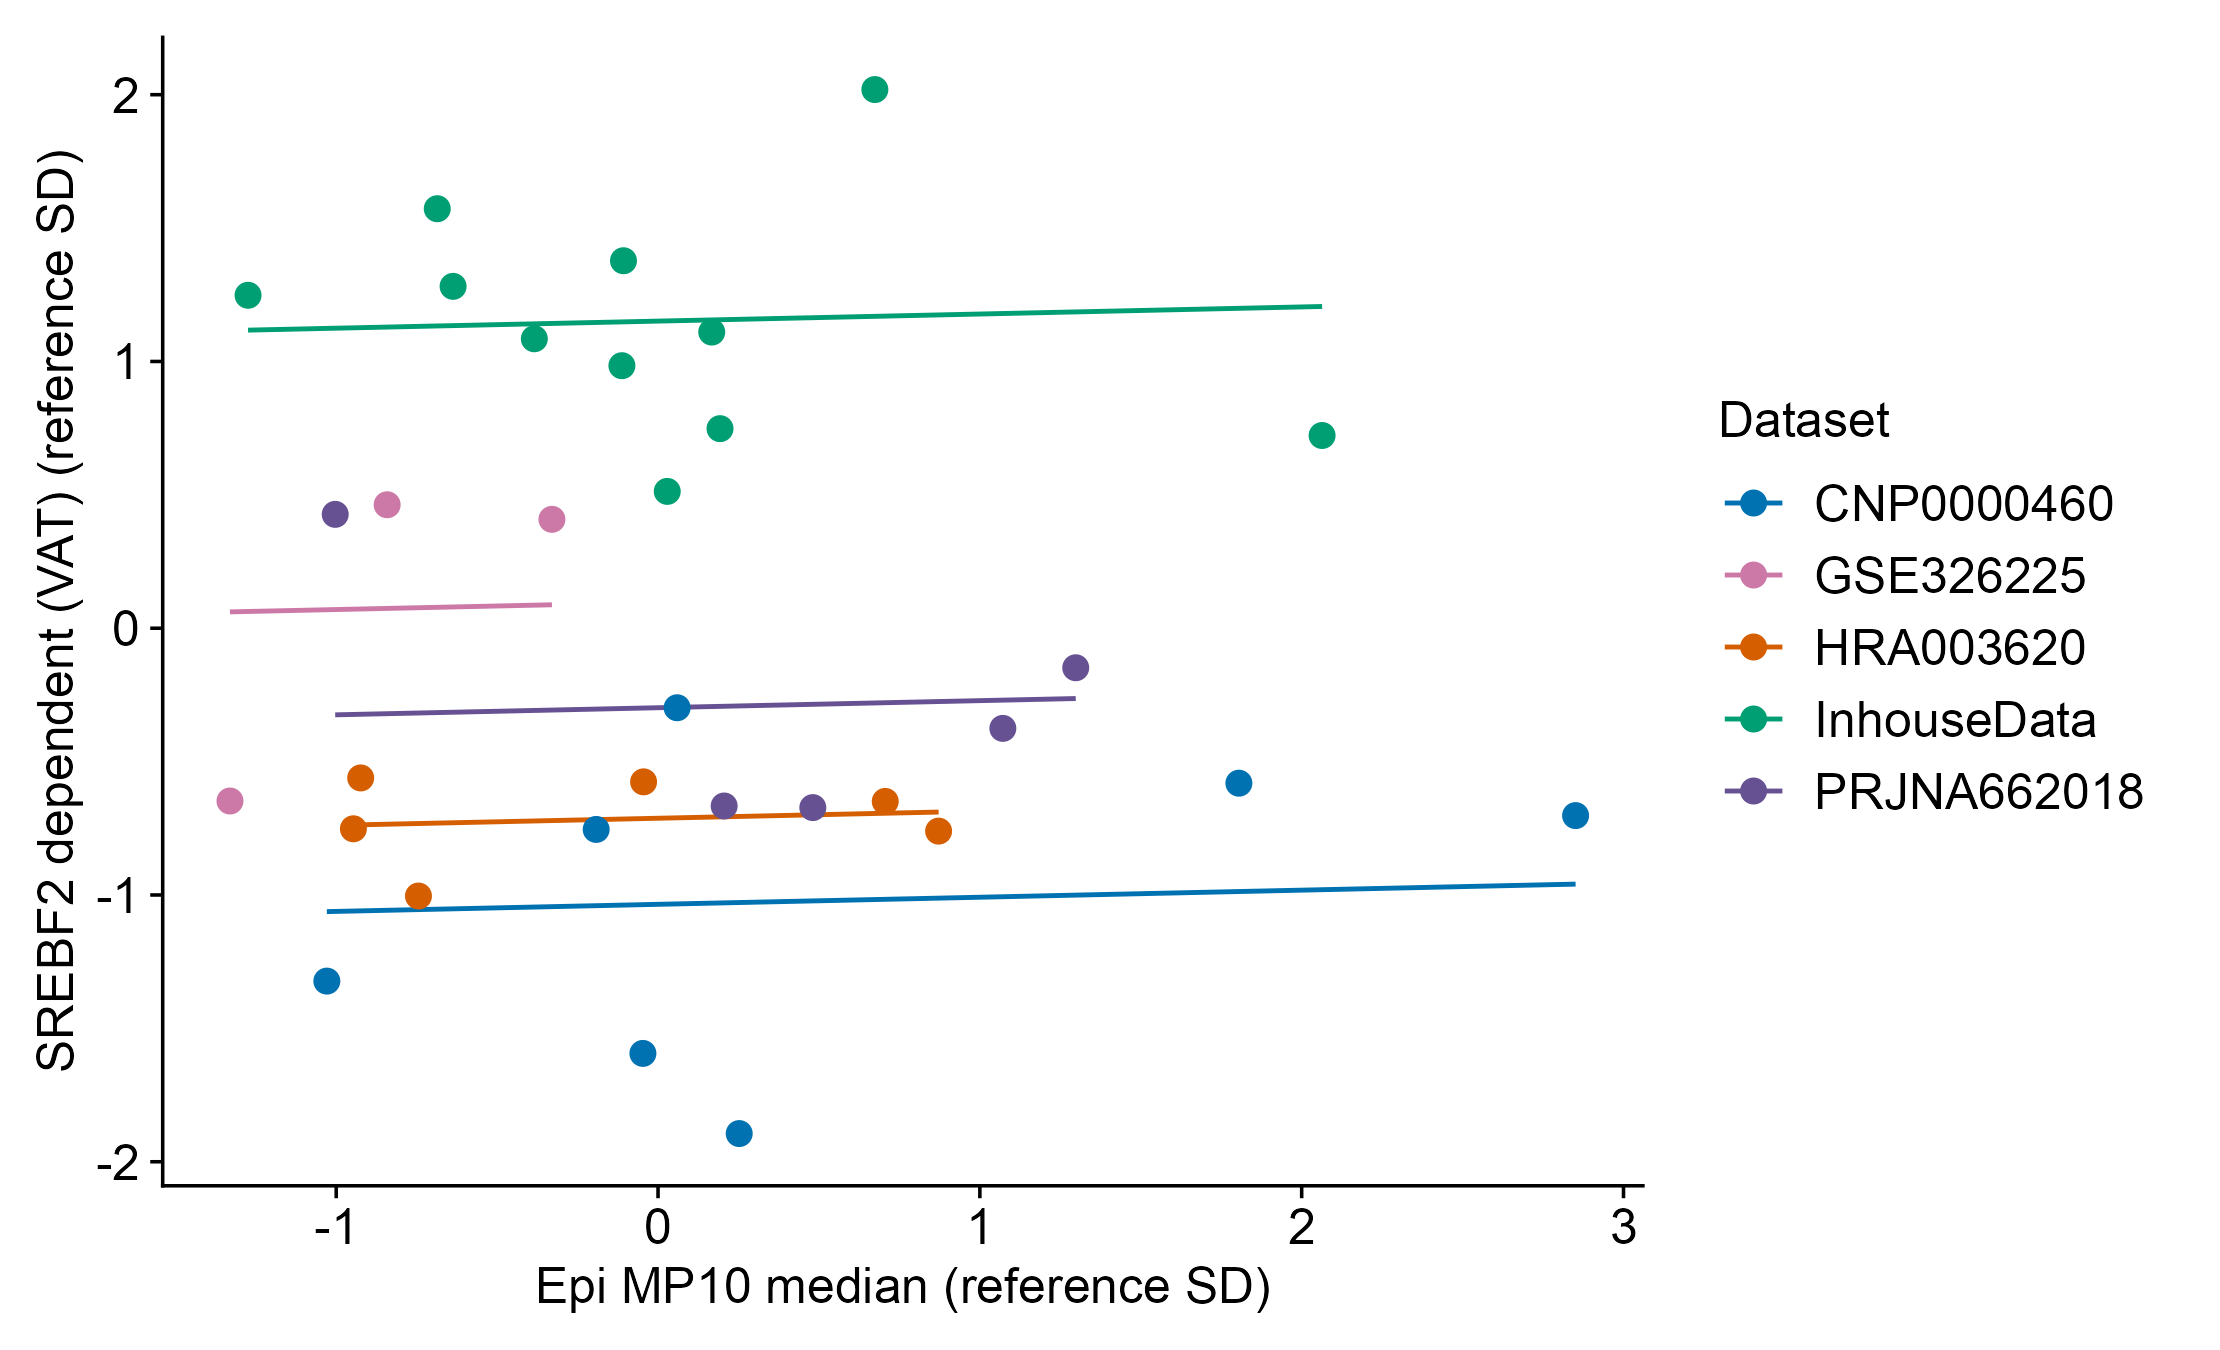 SREBF2 dependent (VAT) (reference SD)
2
1
0
-1
-2
-1
0
1
2
3
Epi MP10 median (reference SD)
Dataset
CNP0000460
GSE326225
HRA003620
InhouseData
PRJNA662018